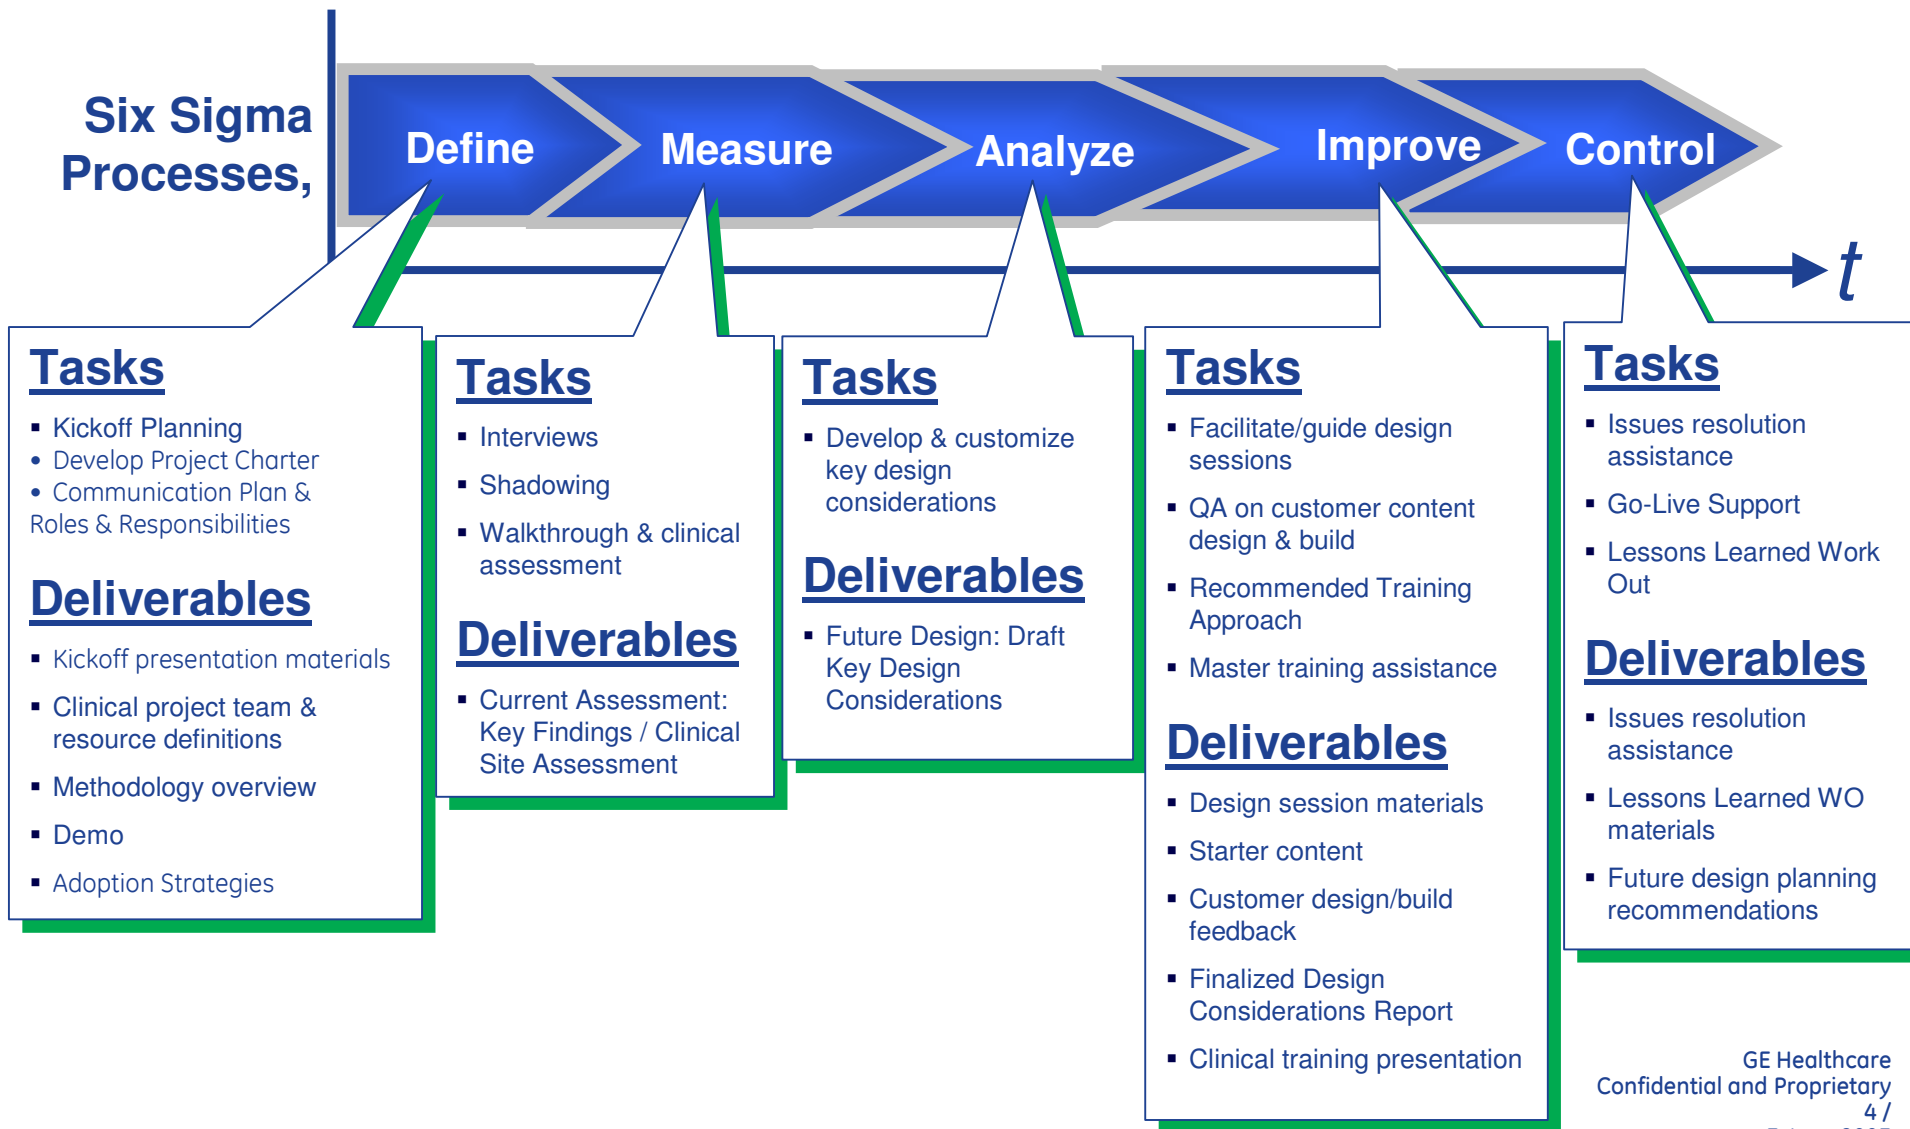 Six Sigma
Processes,
Define
Measure
Analyze
Improve
Control
t
Tasks
▪ Kickoff Planning
• Develop Project Charter
• Communication Plan &
Roles & Responsibilities
Deliverables
▪ Kickoff presentation materials
▪ Clinical project team &
resource definitions
▪ Methodology overview
▪ Demo
▪ Adoption Strategies
Tasks
▪ Interviews
▪ Shadowing
▪ Walkthrough & clinical
assessment
Deliverables
▪ Current Assessment:
Key Findings / Clinical
Site Assessment
Tasks
▪ Develop & customize
key design
considerations
Deliverables
▪ Future Design: Draft
Key Design
Considerations
Tasks
▪ Facilitate/guide design
sessions
▪ QA on customer content
design & build
▪ Recommended Training
Approach
▪ Master training assistance
Deliverables
▪ Design session materials
▪ Starter content
▪ Customer design/build
feedback
▪ Finalized Design
Considerations Report
▪ Clinical training presentation
Tasks
▪ Issues resolution
assistance
▪ Go-Live Support
▪ Lessons Learned Work
Out
Deliverables
▪ Issues resolution
assistance
▪ Lessons Learned WO
materials
▪ Future design planning
recommendations
GE Healthcare
Confidential and Proprietary
4 /